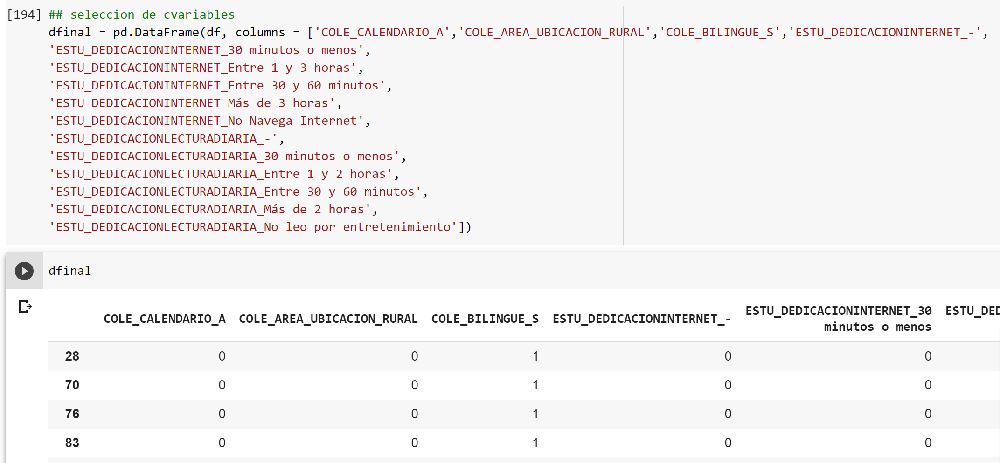 [194] ## seleccion de cvariables
dfinal = pd.DataFrame(df, columns = ['COLE_CALENDARIO_A','COLE_AREA_UBICACION_RURAL','COLE_BILINGUE_S','ESTU_DEDICACIONINTERNET_-',
'ESTU_DEDICACIONINTERNET_30 minutos o menos',
'ESTU_DEDICACIONINTERNET_Entre 1 y 3 horas',
'ESTU_DEDICACIONINTERNET_Entre 30 y 60 minutos',
'ESTU_DEDICACIONINTERNET_Más de 3 horas',
'ESTU_DEDICACIONINTERNET_No Navega Internet',
'ESTU_DEDICACIONLECTURADIARIA_-',
'ESTU_DEDICACIONLECTURADIARIA_30 minutos o menos',
'ESTU_DEDICACIONLECTURADIARIA_Entre 1 y 2 horas',
'ESTU_DEDICACIONLECTURADIARIA_Entre 30 y 60 minutos',
'ESTU_DEDICACIONLECTURADIARIA_Más de 2 horas',
'ESTU_DEDICACIONLECTURADIARIA_No leo por entretenimiento'])
dfinal
COLE_CALENDARIO_A COLE_AREA_UBICACION_RURAL COLE_BILINGUE_S ESTU_DEDICACIONINTERNET_- ESTU_DEDICACIONINTERNET_30 minutos o menos ESTU_DED
28 0 0 1 0 0
70 0 0 1 0 0
76 0 0 1 0 0
83 0 0 1 0 0